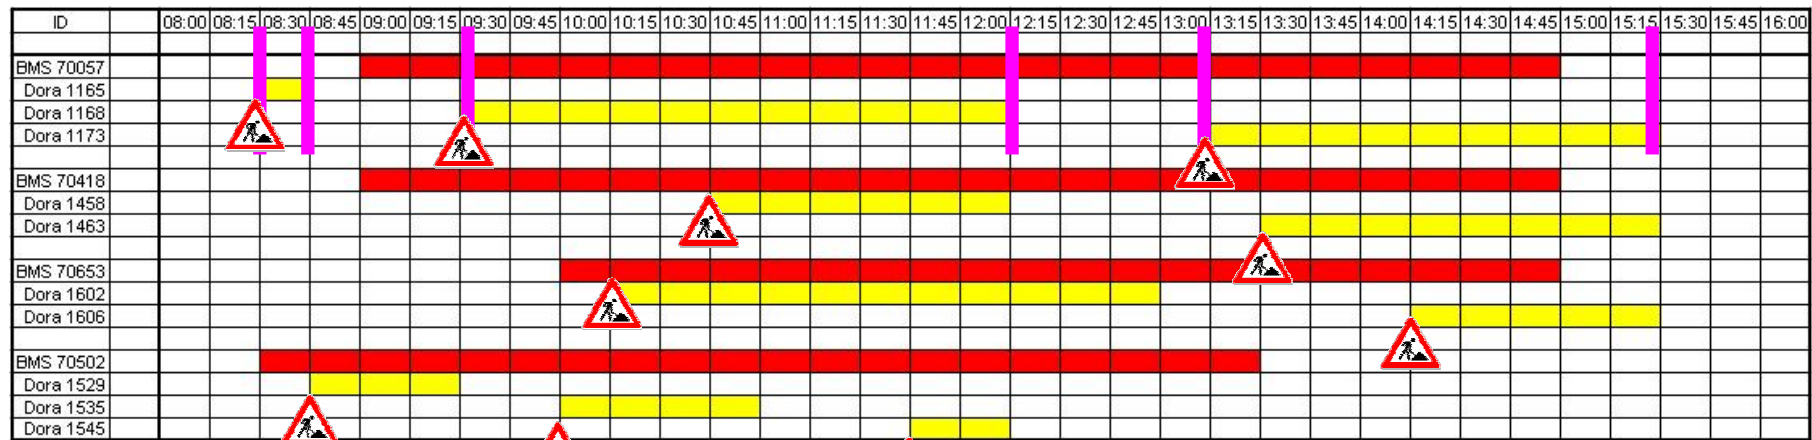 ID 08:00 08:15 08:30 08:45 09:00 09:15 09:30 09:45 10:00 10:15 10:30 10:45 11:00 11:15 11:30 11:45 12:00 12:15 12:30 12:45 13:00 13:15 13:30 13:45 14:00 14:15 14:30 14:45 15:00 15:15 15:30 15:45 16:00
BMS 70057
Dora 1165
Dora 1168
Dora 1173
BMS 70418
Dora 1458
Dora 1463
BMS 70653
Dora 1602
Dora 1606
BMS 70502
Dora 1529
Dora 1535
Dora 1545